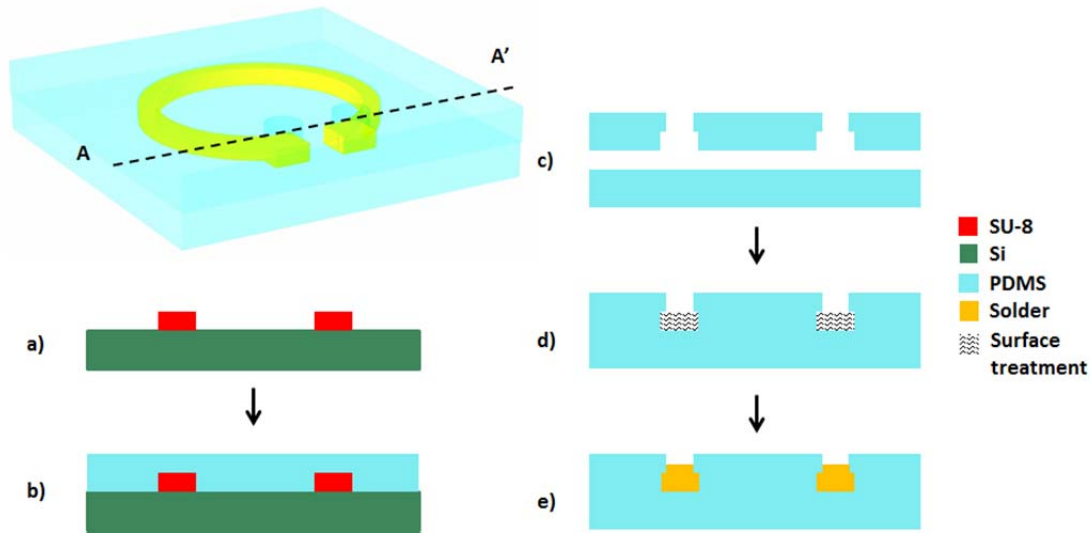 A
A'
a)
b)
c)
d)
e)
SU-8
Si
PDMS
Solder
Surface
treatment